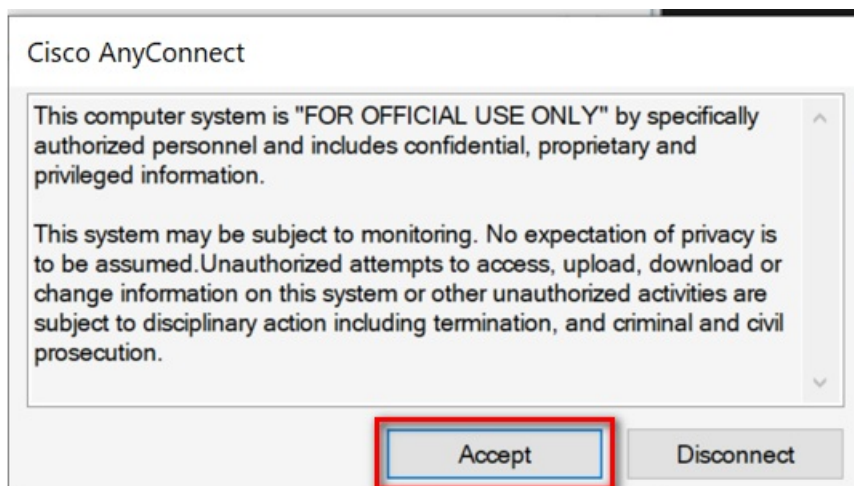 Cisco AnyConnect
This computer system is "FOR OFFICIAL USE ONLY" by specifically
authorized personnel and includes confidential, proprietary and
privileged information.
This system may be subject to monitoring. No expectation of privacy is
to be assumed.Unauthorized attempts to access, upload, download or
change information on this system or other unauthorized activities are
subject to disciplinary action including termination, and criminal and civil
prosecution.
Accept Disconnect